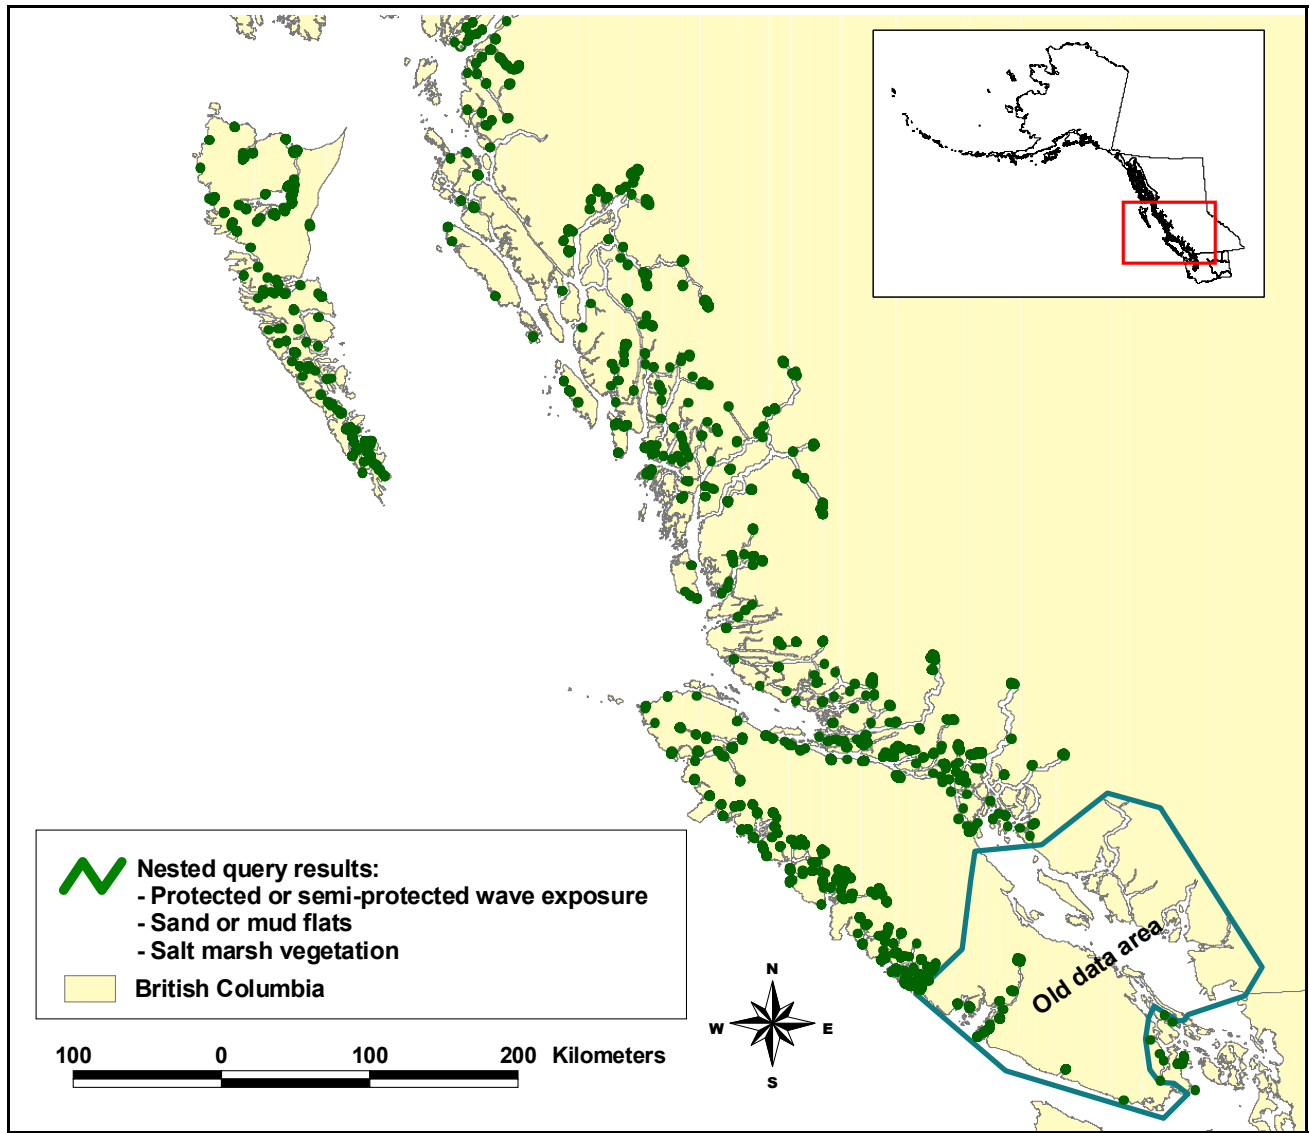 Old data area
Nested query results:
- Protected or semi-protected wave exposure
- Sand or mud flats
- Salt marsh vegetation
British Columbia
N
W E
S
100 0 100 200 Kilometers